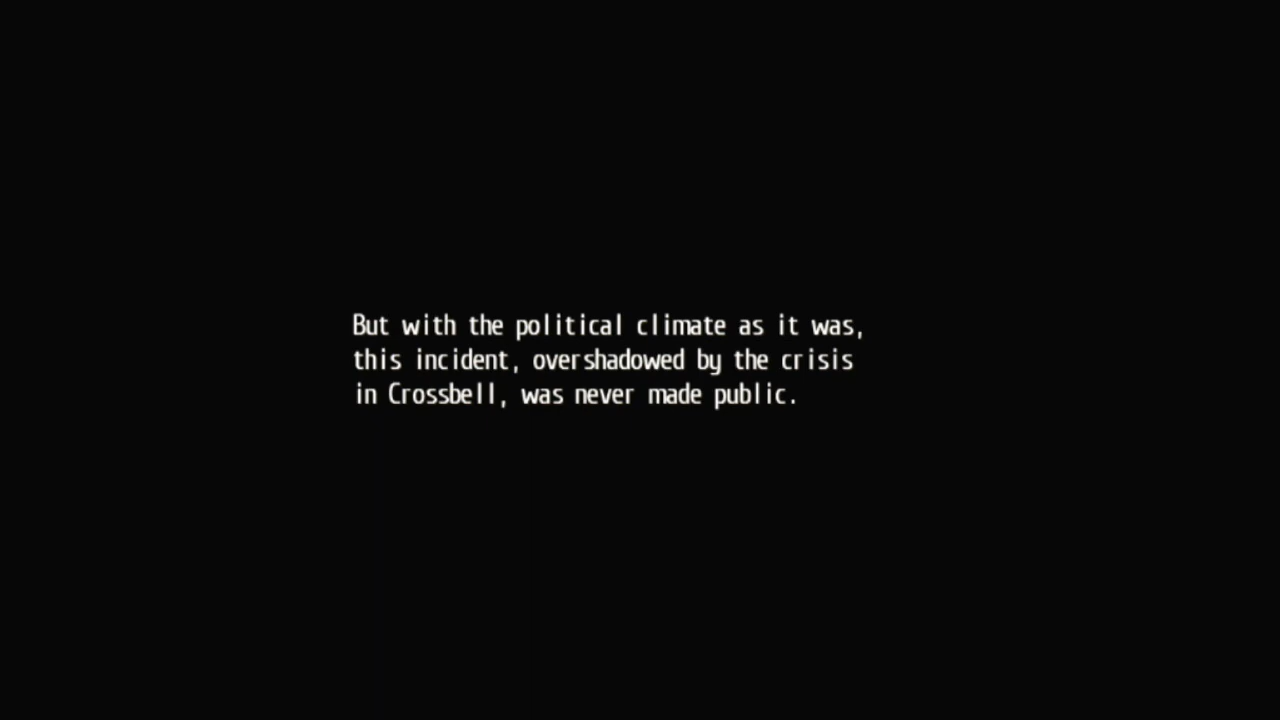 But with the political climate as it was,
this incident, overshadowed by the crisis
in Crossbell, was never made public.